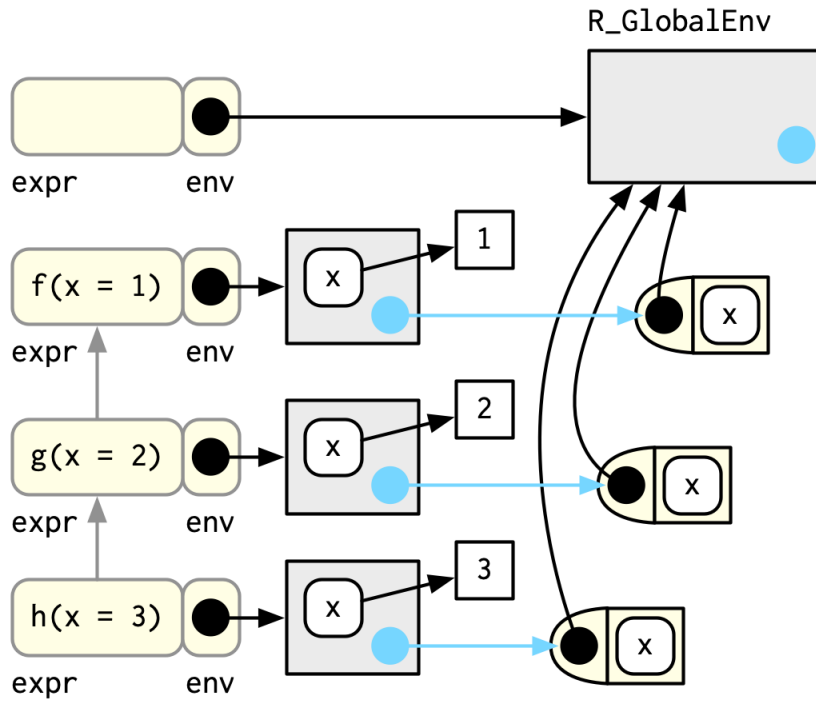 R_GlobalEnv
expr env
x 1
f(x = 1)
x
expr env
x 2
g(x = 2)
x
expr env
x 3
h(x = 3)
x
expr env